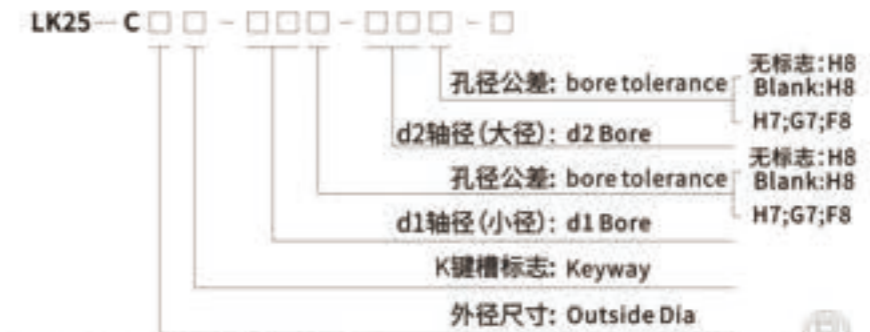 LK25-C□□-□□□-□□□-□
孔径公差: bore tolerance
无标志:H8
Blank:H8
H7;G7;F8
d2轴径(大径): d2 Bore
孔径公差: bore tolerance
无标志:H8
Blank:H8
H7;G7;F8
d1轴径(小径): d1 Bore
K键槽标志: Keyway
外径尺寸: Outside Dia